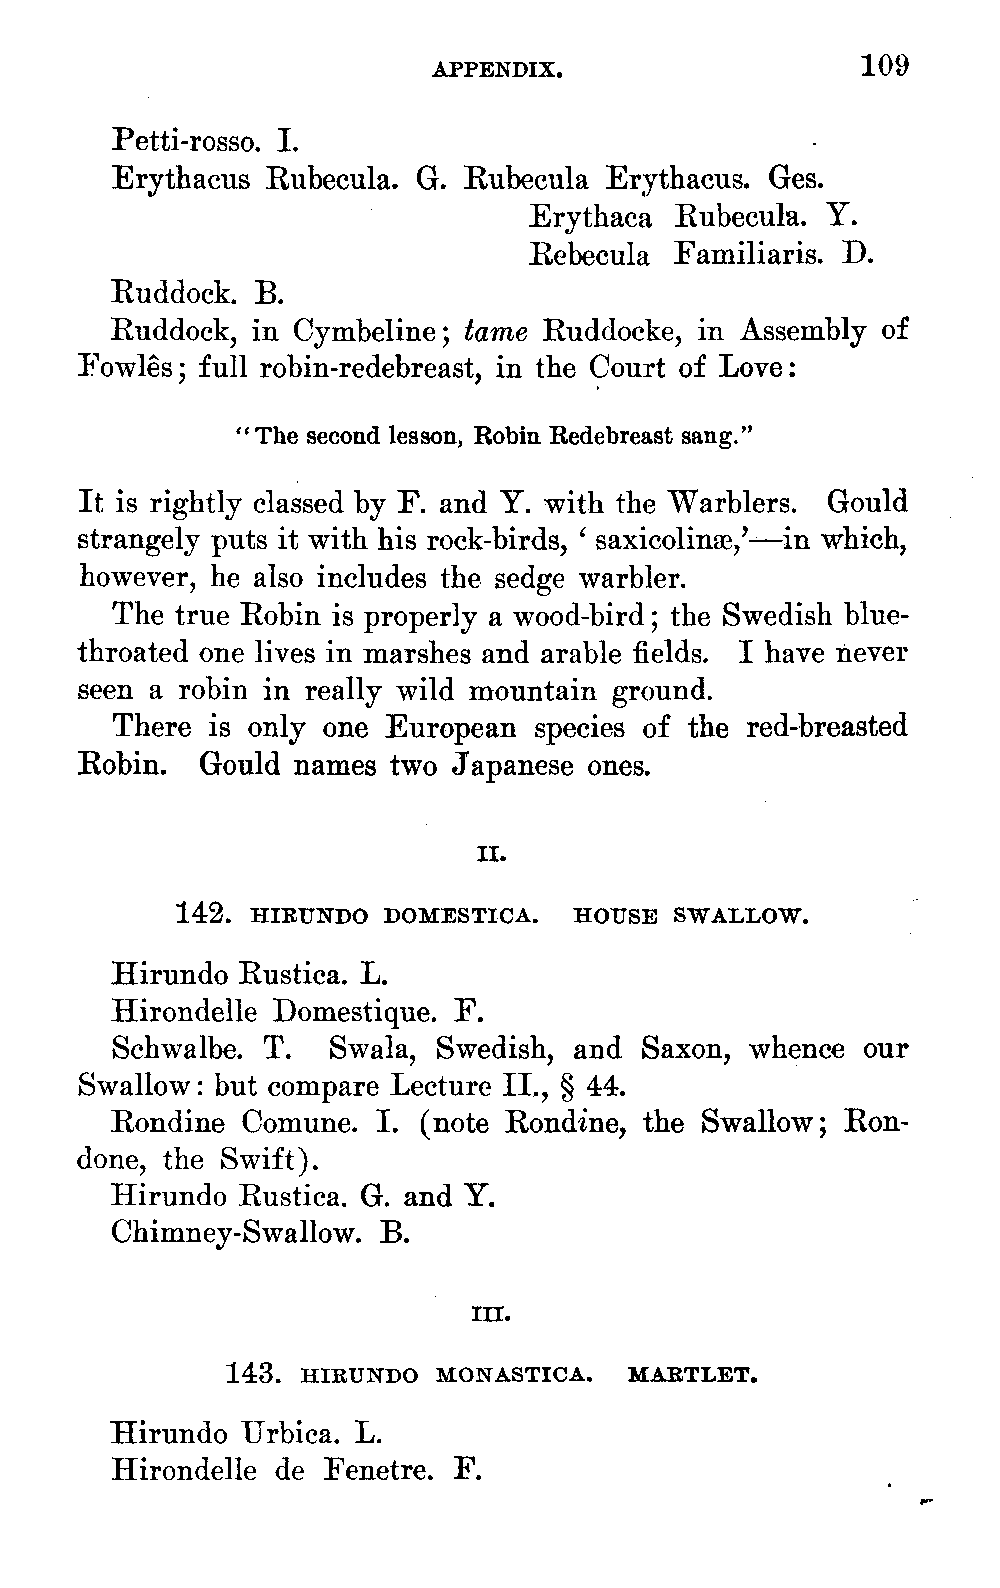 APPENDIX. 109
Petti-rosso. I.
Erythacus Rubecula. G. Rubecula Erythacus. Ges.
Erythaca Rubecula. Y.
Rebecula Familiaris. D.
Ruddock. B.
Ruddock, in Cymbeline; tame Ruddocke, in Assembly of
Fowlês; full robin-redebreast, in the Court of Love:
“The second lesson, Robin Redebreast sang.”
It is rightly classed by F. and Y. with the Warblers. Gould
strangely puts it with his rock-birds, ‘saxicolinæ,’—in which,
however, he also includes the sedge warbler.
The true Robin is properly a wood-bird; the Swedish blue-
throated one lives in marshes and arable fields. I have never
seen a robin in really wild mountain ground.
There is only one European species of the red-breasted
Robin. Gould names two Japanese ones.
II.
142. HIRUNDO DOMESTICA. HOUSE SWALLOW.
Hirundo Rustica. L.
Hirondelle Domestique. F.
Schwalbe. T. Swala, Swedish, and Saxon, whence our
Swallow: but compare Lecture II., § 44.
Rondine Comune. I. (note Rondine, the Swallow; Ron-
done, the Swift).
Hirundo Rustica. G. and Y.
Chimney-Swallow. B.
III.
143. HIRUNDO MONASTICA. MARTLET.
Hirundo Urbica. L.
Hirondelle de Fenetre. F.